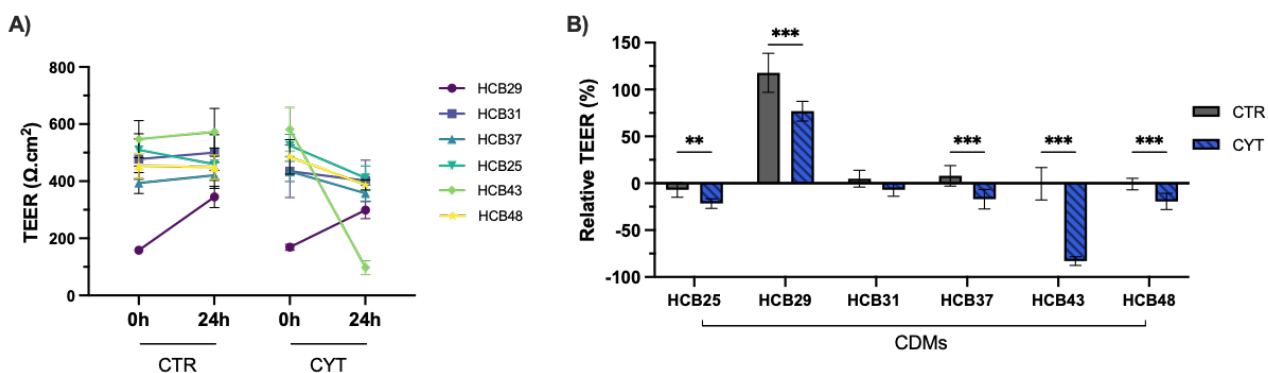 A)
TEER (Ω.cm²)
800
600
400
200
0
0h
24h
0h
24h
CTR
CYT
HCB29
HCB31
HCB37
HCB25
HCB43
HCB48
B)
Relative TEER (%)
150
100
50
0
-50
-100
**
***
***
***
***
HCB25
HCB29
HCB31
HCB37
HCB43
HCB48
CDMs
CTR
CYT